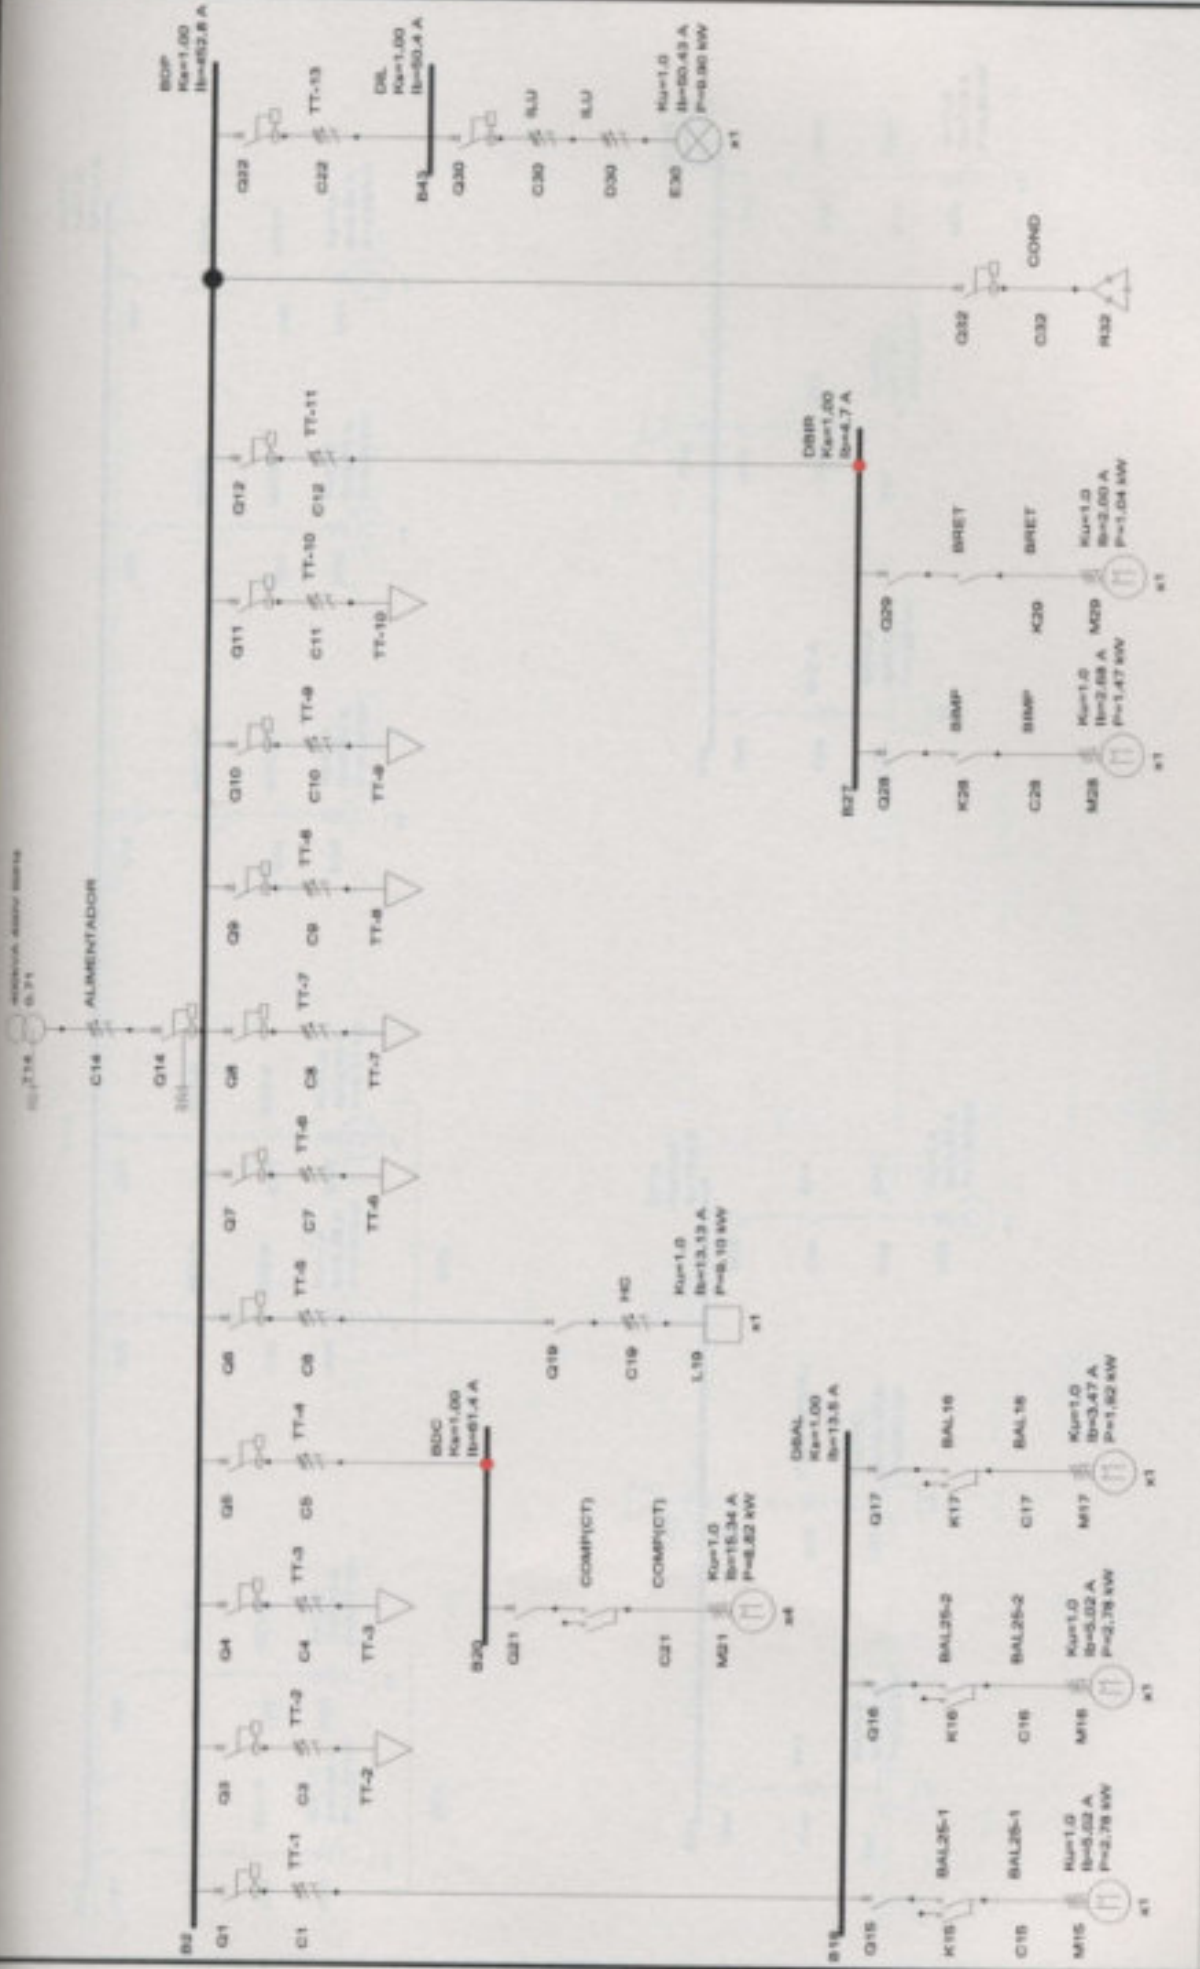 T14
0.71
C14
ALIMENTADOR
Q14
BDP
Ks=1.00
Ib=452.8 A
B2
Q1
C1
TT-1
Q3
C3
TT-2
TT-2
Q4
C4
TT-3
TT-3
Q5
C5
TT-4
Q6
C6
TT-5
Q7
C7
TT-6
TT-6
Q8
C8
TT-7
TT-7
Q9
C9
TT-8
TT-8
Q10
C10
TT-9
TT-9
Q11
C11
TT-10
TT-10
Q12
C12
TT-11
Q22
C22
TT-13
DIL
Ks=1.00
Ib=50.4 A
B43
Q30
C30
ILU
D30
ILU
E30
Ku=1.0
Ib=50.43 A
P=9.90 kW
x1
Q32
C32
COND
R32
BDC
Ks=1.00
Ib=61.4 A
B20
Q21
COMP(CT)
C21
COMP(CT)
M21
Ku=1.0
Ib=15.34 A
P=8.82 kW
x4
Q19
C19
HC
L19
Ku=1.0
Ib=13.13 A
P=9.10 kW
x1
DBAL
Ks=1.00
Ib=13.5 A
Q15
K15
BAL25-1
C15
BAL25-1
M15
Ku=1.0
Ib=5.02 A
P=2.78 kW
x1
Q16
K16
BAL25-2
C16
BAL25-2
M16
Ku=1.0
Ib=5.02 A
P=2.78 kW
x1
Q17
K17
BAL16
C17
BAL16
M17
Ku=1.0
Ib=3.47 A
P=1.92 kW
x1
DBIR
Ks=1.00
Ib=4.7 A
B27
Q28
K28
BIMP
C28
BIMP
M28
Ku=1.0
Ib=2.68 A
P=1.47 kW
x1
Q29
BRET
K29
BRET
M29
Ku=1.0
Ib=2.00 A
P=1.04 kW
x1